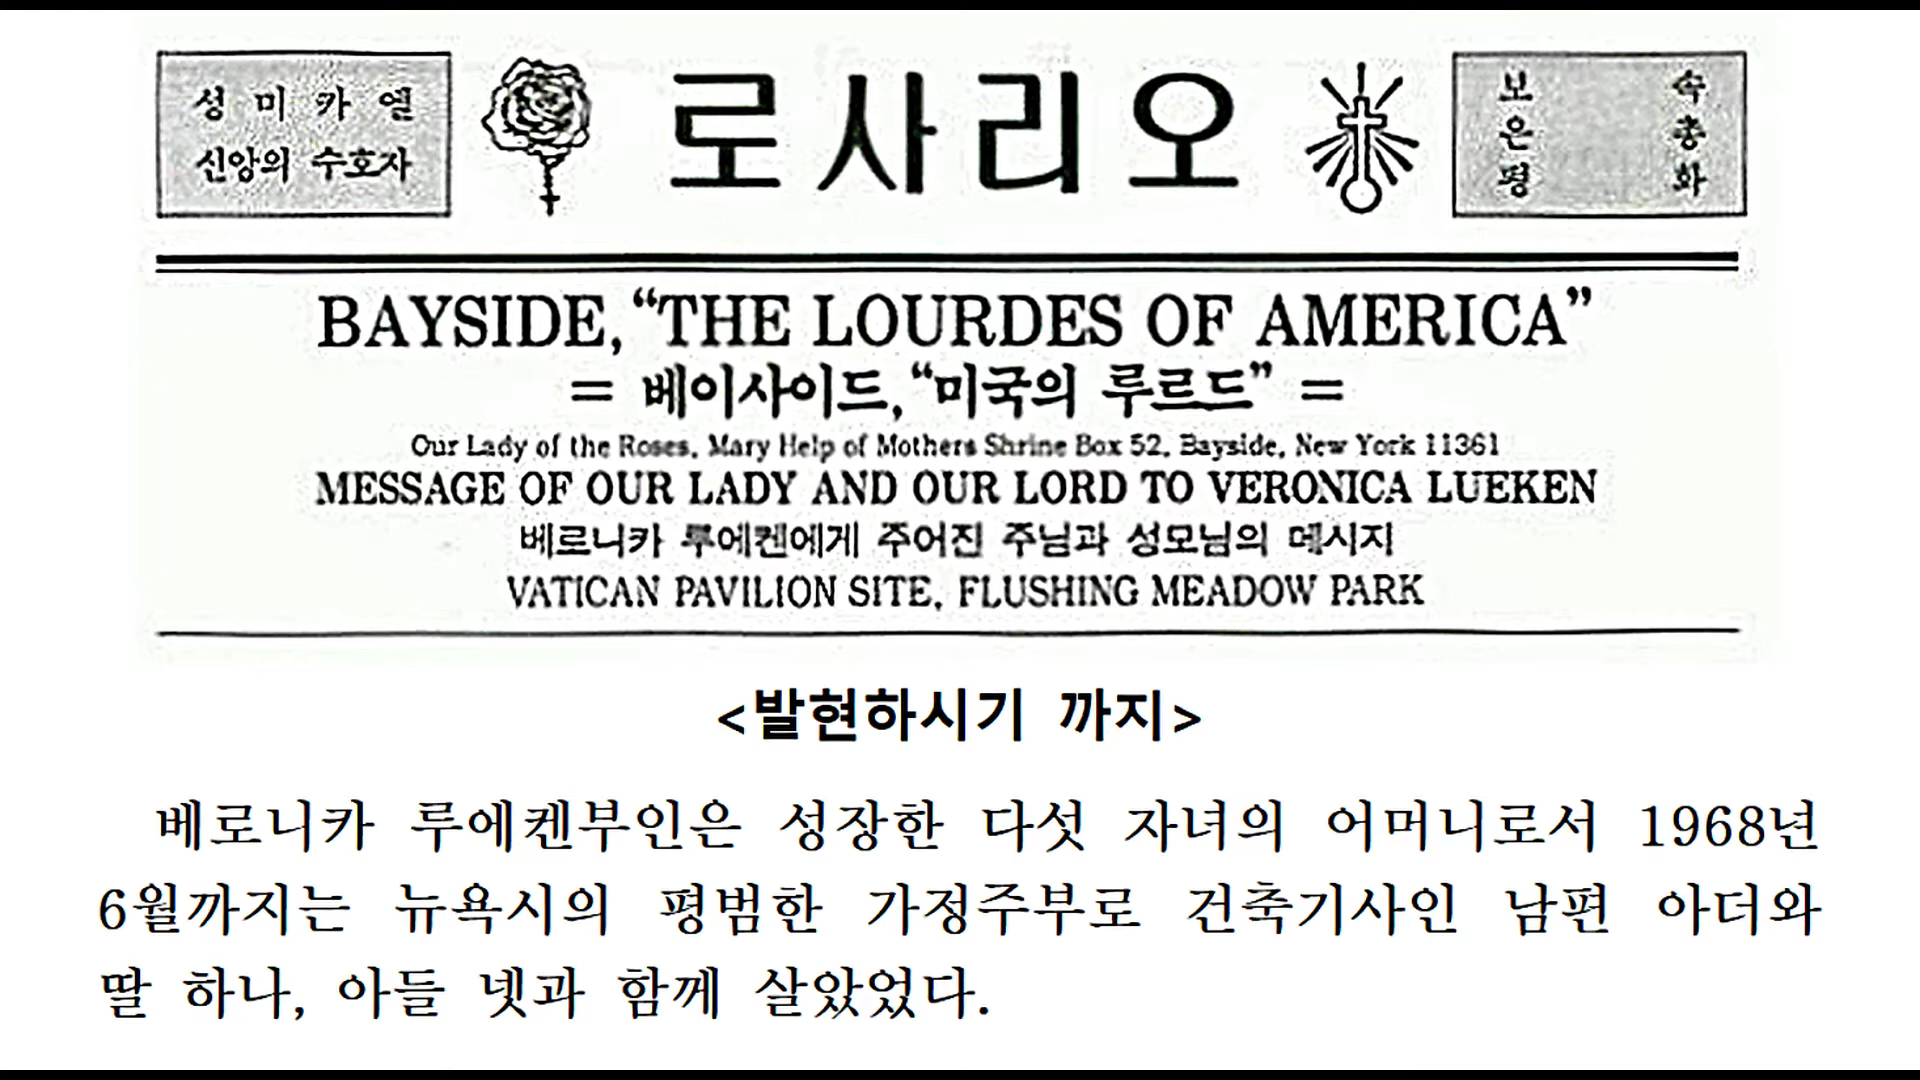 성 미 카 엘
신앙의 수호자
로사리오
보 속
은 총
평 화
BAYSIDE, “THE LOURDES OF AMERICA”
= 베이사이드, “미국의 루르드” =
Our Lady of the Roses, Mary Help of Mothers Shrine Box 52, Bayside, New York 11361
MESSAGE OF OUR LADY AND OUR LORD TO VERONICA LUEKEN
베르니카 루에켄에게 주어진 주님과 성모님의 메시지
VATICAN PAVILION SITE, FLUSHING MEADOW PARK
<발현하시기 까지>
베로니카 루에켄부인은 성장한 다섯 자녀의 어머니로서 1968년
6월까지는 뉴욕시의 평범한 가정주부로 건축기사인 남편 아더와
딸 하나, 아들 넷과 함께 살았었다.